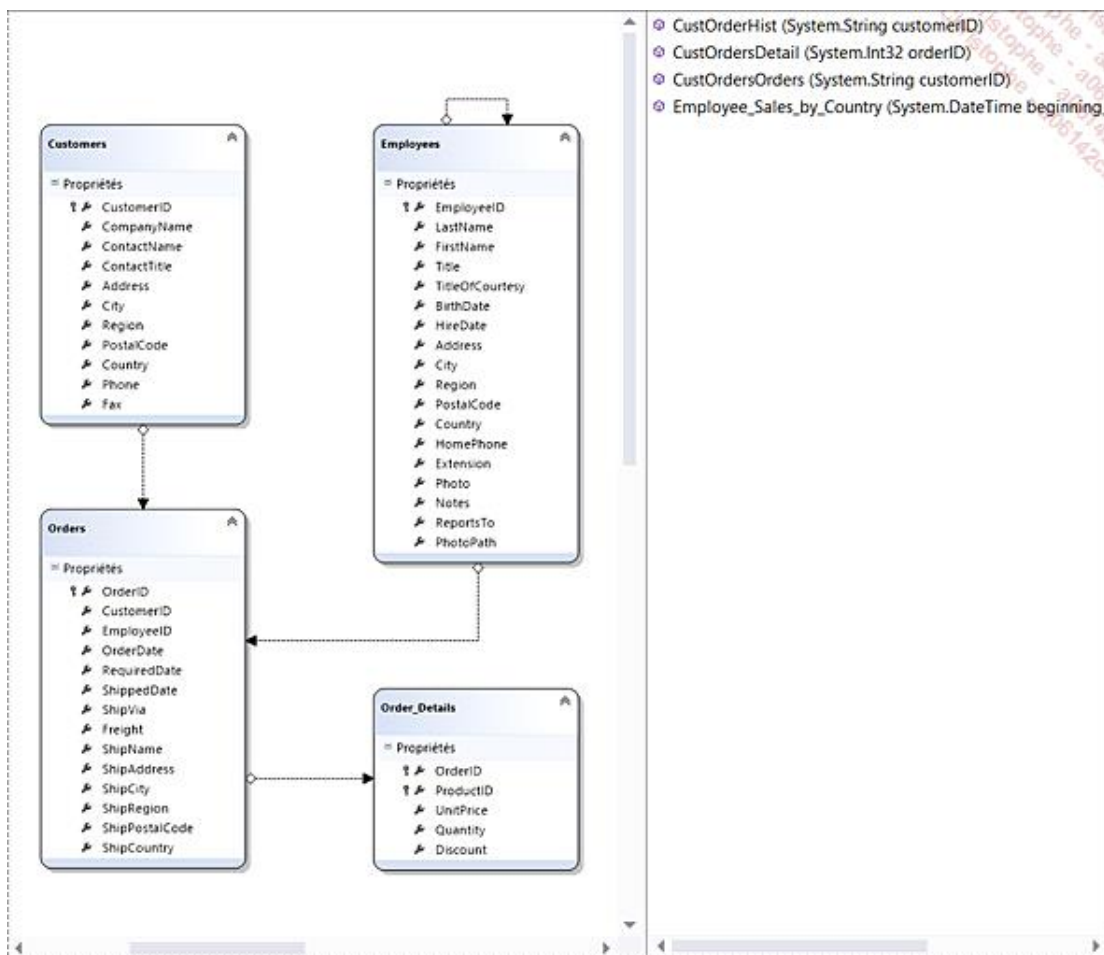 Customers
Propriétés
CustomerID
CompanyName
ContactName
ContactTitle
Address
City
Region
PostalCode
Country
Phone
Fax
Employees
Propriétés
EmployeeID
LastName
FirstName
Title
TitleOfCourtesy
BirthDate
HireDate
Address
City
Region
PostalCode
Country
HomePhone
Extension
Photo
Notes
ReportsTo
PhotoPath
Orders
Propriétés
OrderID
CustomerID
EmployeeID
OrderDate
RequiredDate
ShippedDate
ShipVia
Freight
ShipName
ShipAddress
ShipCity
ShipRegion
ShipPostalCode
ShipCountry
Order_Details
Propriétés
OrderID
ProductID
UnitPrice
Quantity
Discount
CustOrderHist (System.String customerID)
CustOrdersDetail (System.Int32 orderID)
CustOrdersOrders (System.String customerID)
Employee_Sales_by_Country (System.DateTime beginning_